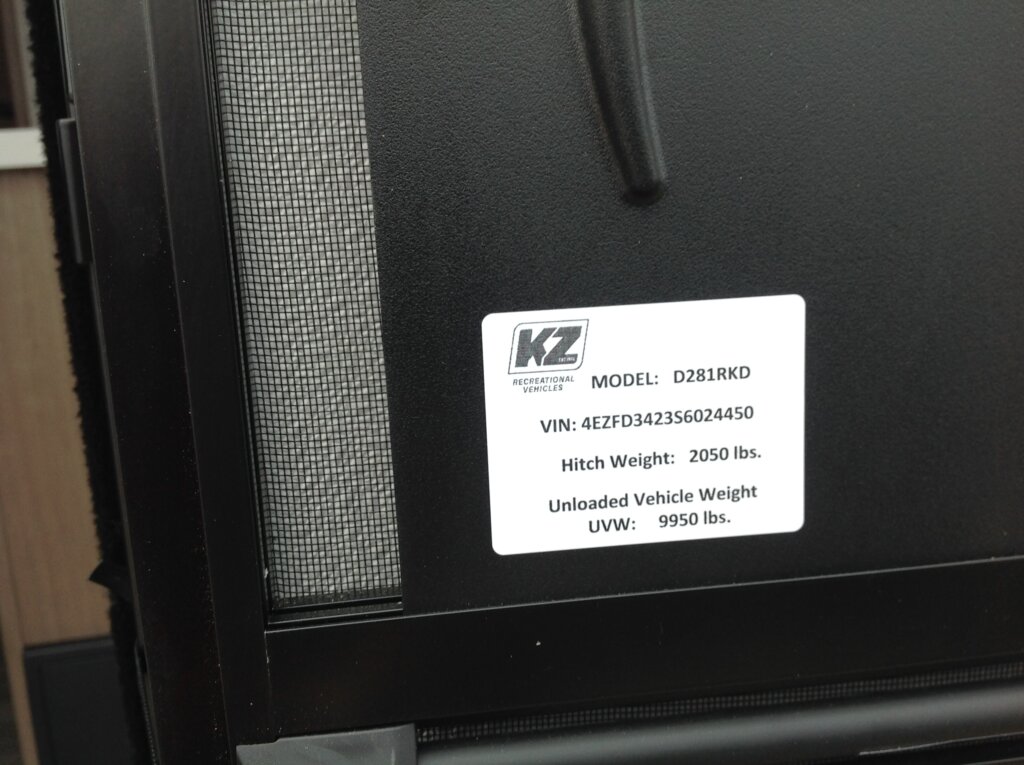 KZ
RECREATIONAL
VEHICLES
MODEL: D281RKD
VIN: 4EZFD3423S6024450
Hitch Weight: 2050 lbs.
Unloaded Vehicle Weight
UVW: 9950 lbs.